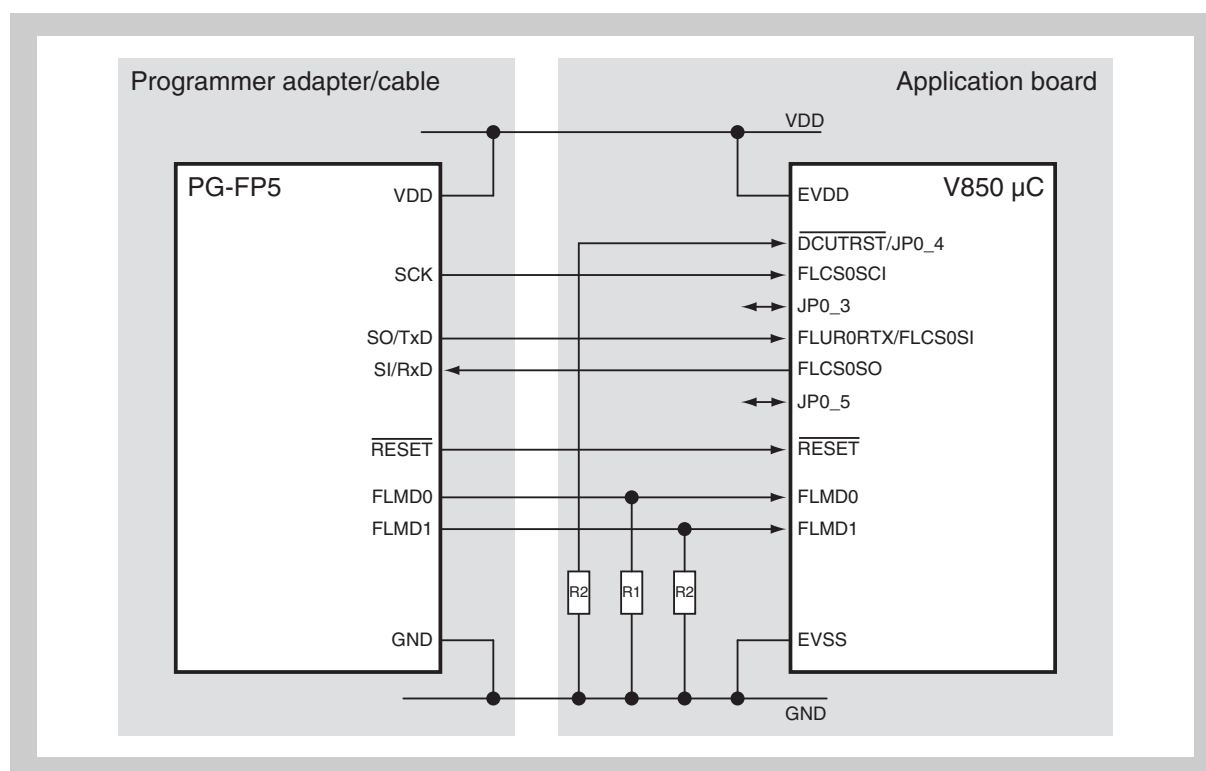 Programmer adapter/cable
Application board
VDD
PG-FP5
V850 µC
VDD
EVDD
DCUTRST/JP0_4
SCK
FLCS0SCI
JP0_3
SO/TxD
FLUR0RTX/FLCS0SI
SI/RxD
FLCS0SO
JP0_5
RESET
RESET
FLMD0
FLMD0
FLMD1
FLMD1
R2
R1
R2
GND
EVSS
GND